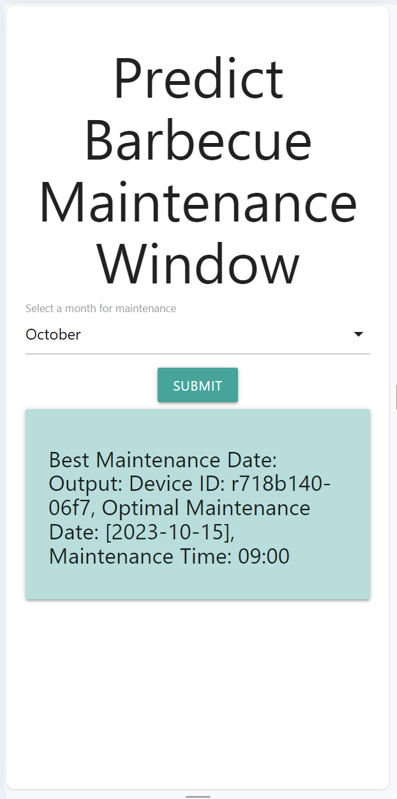 Predict
Barbecue
Maintenance
Window
Select a month for maintenance
October
SUBMIT
Best Maintenance Date:
Output: Device ID: r718b140-
06f7, Optimal Maintenance
Date: [2023-10-15],
Maintenance Time: 09:00